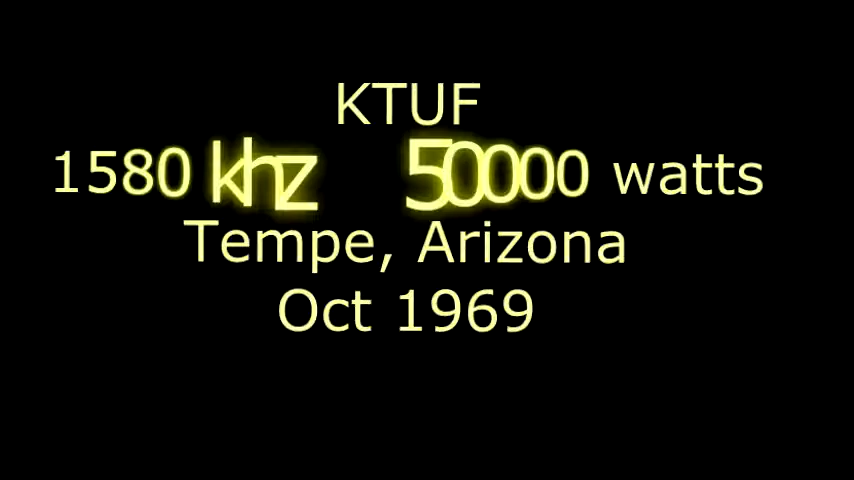 KTUF
1580 khz 50000 watts
Tempe, Arizona
Oct 1969